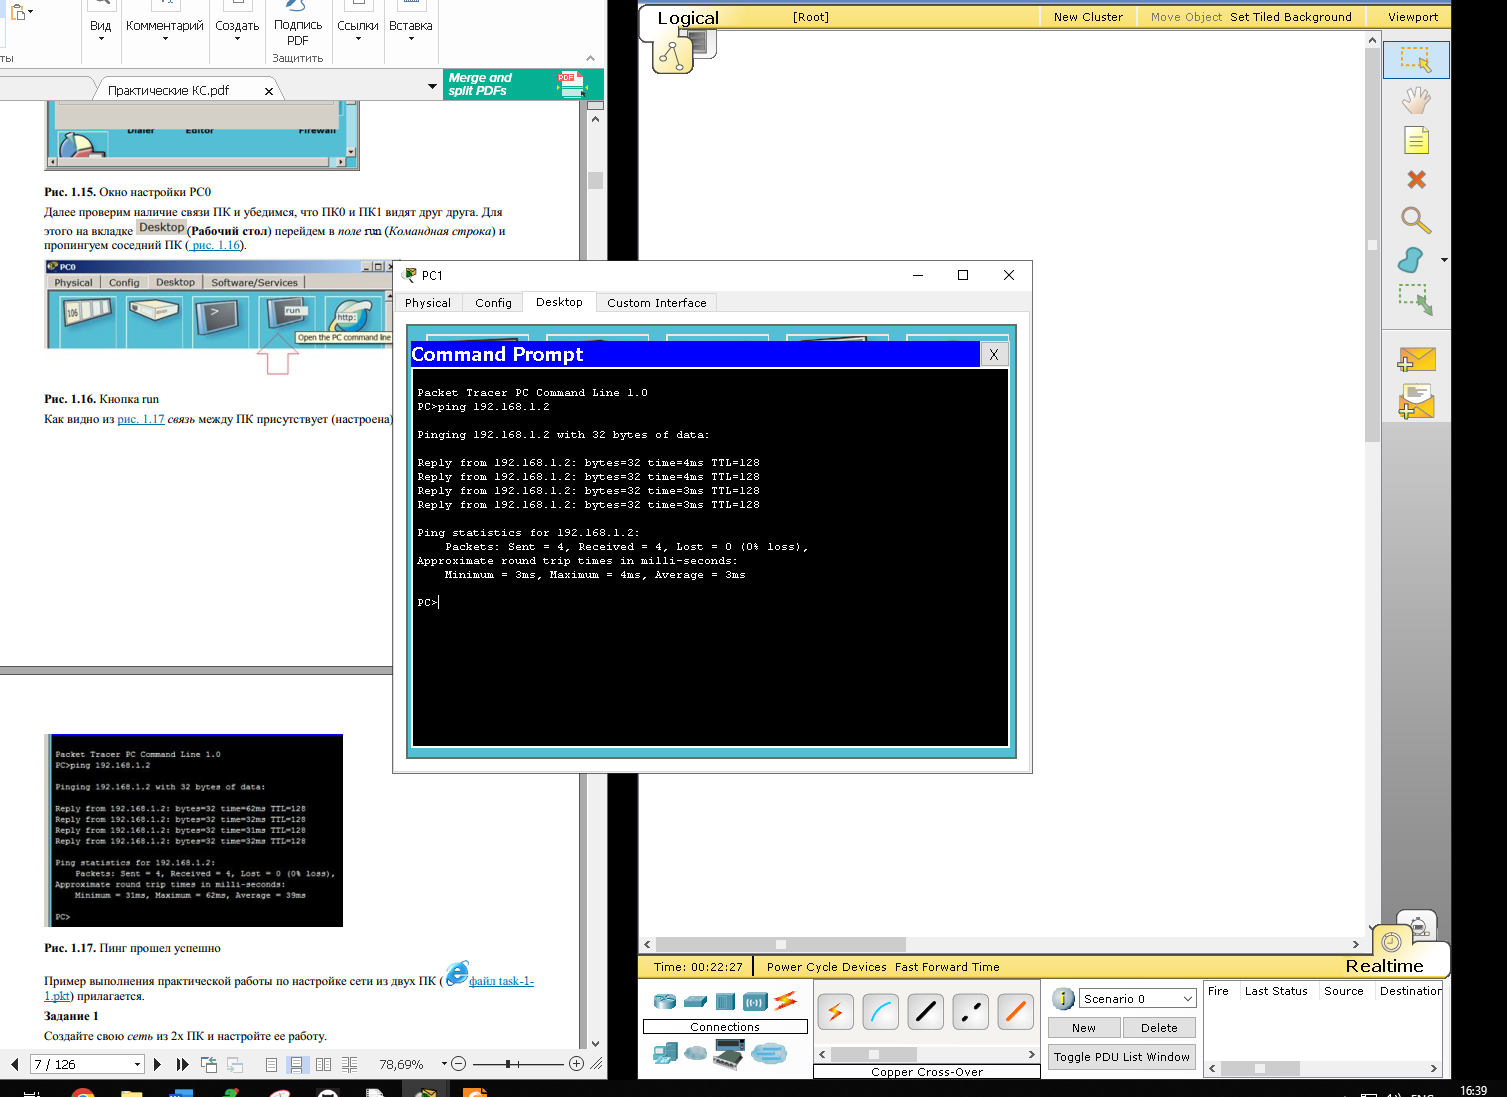 Вид
Комментарий
Создать
Подпись
PDF
Ссылки
Вставка
ты
Защитить
Практические КС.pdf
Merge and
split PDFs
Dialer Editor Firewall
Рис. 1.15. Окно настройки PC0
Далее проверим наличие связи ПК и убедимся, что ПК0 и ПК1 видят друг друга. Для
этого на вкладке Desktop (Рабочий стол) перейдем в поле run (Командная строка) и
пропингуем соседний ПК ( рис. 1.16).
PC0
Physical Config Desktop Software/Services
106 run http:
Open the PC command line
Рис. 1.16. Кнопка run
Как видно из рис. 1.17 связь между ПК присутствует (настроена)
Packet Tracer PC Command Line 1.0
PC>ping 192.168.1.2
Pinging 192.168.1.2 with 32 bytes of data:
Reply from 192.168.1.2: bytes=32 time=62ms TTL=128
Reply from 192.168.1.2: bytes=32 time=32ms TTL=128
Reply from 192.168.1.2: bytes=32 time=31ms TTL=128
Reply from 192.168.1.2: bytes=32 time=32ms TTL=128
Ping statistics for 192.168.1.2:
Packets: Sent = 4, Received = 4, Lost = 0 (0% loss),
Approximate round trip times in milli-seconds:
Minimum = 31ms, Maximum = 62ms, Average = 39ms
PC>
Рис. 1.17. Пинг прошел успешно
Пример выполнения практической работы по настройке сети из двух ПК ( файл task-1-
1.pkt) прилагается.
Задание 1
Создайте свою сеть из 2х ПК и настройте ее работу.
7 / 126
78,69%
PC1
Physical Config Desktop Custom Interface
Command Prompt X
Packet Tracer PC Command Line 1.0
PC>ping 192.168.1.2
Pinging 192.168.1.2 with 32 bytes of data:
Reply from 192.168.1.2: bytes=32 time=4ms TTL=128
Reply from 192.168.1.2: bytes=32 time=4ms TTL=128
Reply from 192.168.1.2: bytes=32 time=3ms TTL=128
Reply from 192.168.1.2: bytes=32 time=3ms TTL=128
Ping statistics for 192.168.1.2:
Packets: Sent = 4, Received = 4, Lost = 0 (0% loss),
Approximate round trip times in milli-seconds:
Minimum = 3ms, Maximum = 4ms, Average = 3ms
PC>
Logical [Root] New Cluster Move Object Set Tiled Background Viewport
Time: 00:22:27 Power Cycle Devices Fast Forward Time
Realtime
Connections
Copper Cross-Over
Scenario 0
New Delete
Toggle PDU List Window
Fire Last Status Source Destination
16:39